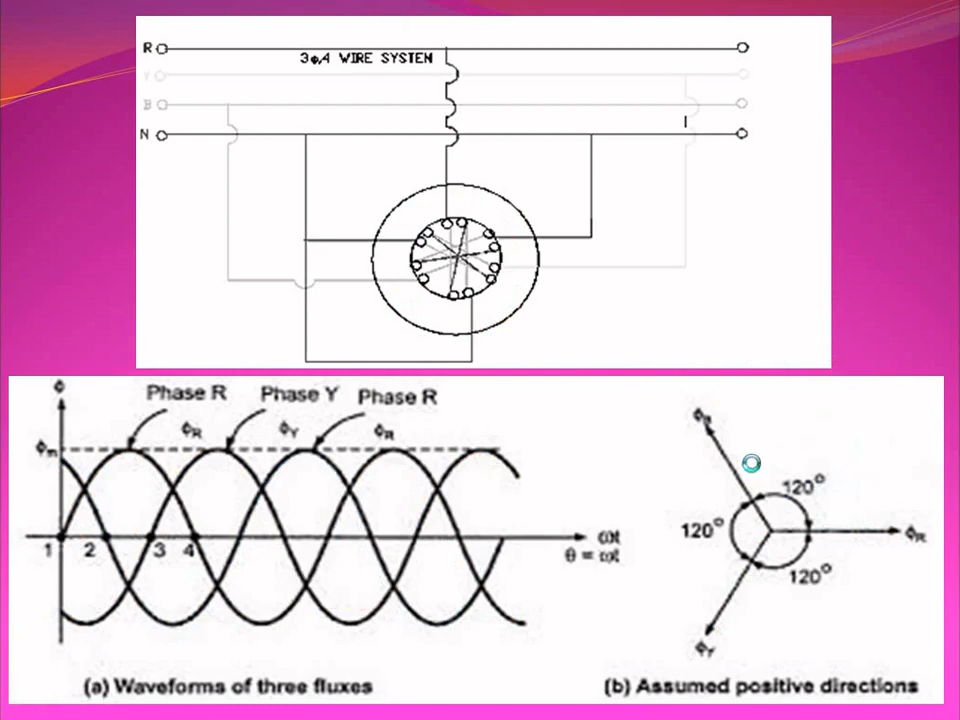 R
3φ,4 WIRE SYSTEM
Y
B
N
ϕ
Phase R Phase Y Phase R
ϕm ϕR ϕY ϕR
1 2 3 4
ωt
θ = ωt
(a) Waveforms of three fluxes
120°
120°
ϕR
120°
ϕY
(b) Assumed positive directions